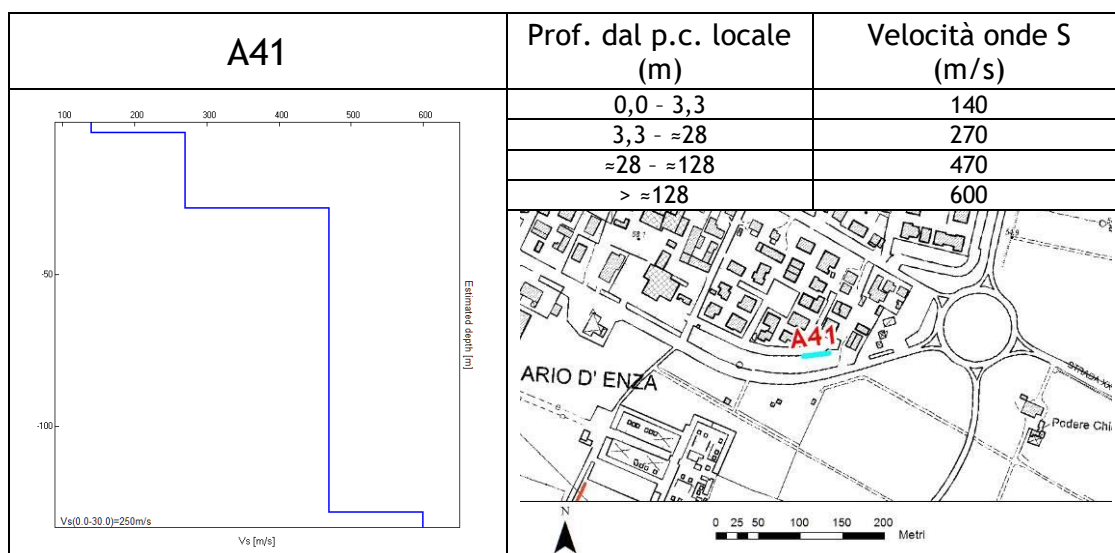 A41
Prof. dal p.c. locale
(m)
Velocità onde S
(m/s)
0,0 – 3,3
140
3,3 – ≈28
270
≈28 – ≈128
470
> ≈128
600
100 200 300 400 500 600
-50
-100
Estimated depth [m]
Vs(0.0-30.0)=250m/s
Vs [m/s]
A41
ARIO D' ENZA
STRADA
Podere Chi
N
0 25 50 100 150 200
Metri